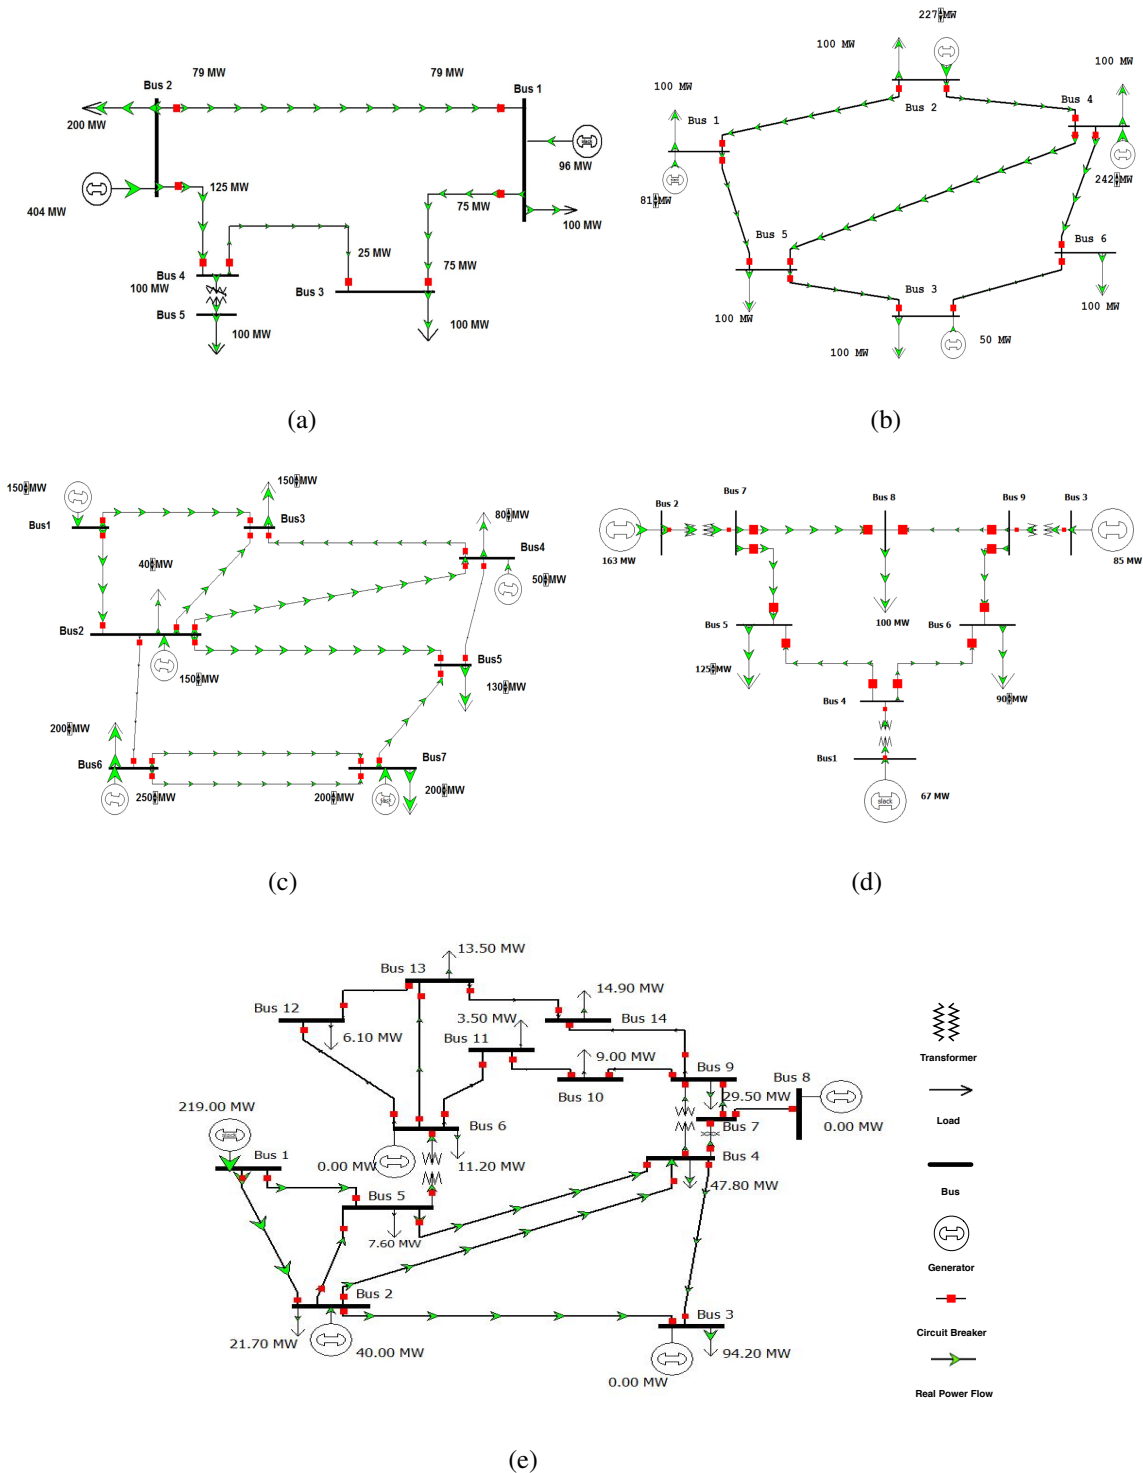 79 MW
79 MW
Bus 2
Bus 1
200 MW
96 MW
125 MW
75 MW
404 MW
100 MW
25 MW
75 MW
Bus 4
100 MW
Bus 3
Bus 5
100 MW
100 MW
(a)
227 MW
100 MW
100 MW
100 MW
Bus 2
Bus 4
Bus 1
242 MW
81 MW
Bus 5
Bus 6
Bus 3
100 MW
100 MW
50 MW
100 MW
(b)
150 MW
150 MW
Bus1
Bus3
80 MW
Bus4
40 MW
50 MW
Bus2
Bus5
150 MW
130 MW
200 MW
Bus7
Bus6
250 MW
200 MW
200 MW
(c)
Bus 7
Bus 2
Bus 8
Bus 9
Bus 3
163 MW
85 MW
100 MW
Bus 5
Bus 6
125 MW
90 MW
Bus 4
Bus1
slack
67 MW
(d)
13.50 MW
Bus 13
14.90 MW
Bus 12
3.50 MW
Bus 14
6.10 MW
Bus 11
9.00 MW
Bus 9
Bus 8
Bus 10
29.50 MW
219.00 MW
Bus 7
0.00 MW
slack
Bus 6
Bus 1
0.00 MW
11.20 MW
Bus 4
47.80 MW
Bus 5
7.60 MW
Bus 2
Bus 3
21.70 MW
40.00 MW
94.20 MW
0.00 MW
Transformer
Load
Bus
Generator
Circuit Breaker
Real Power Flow
(e)